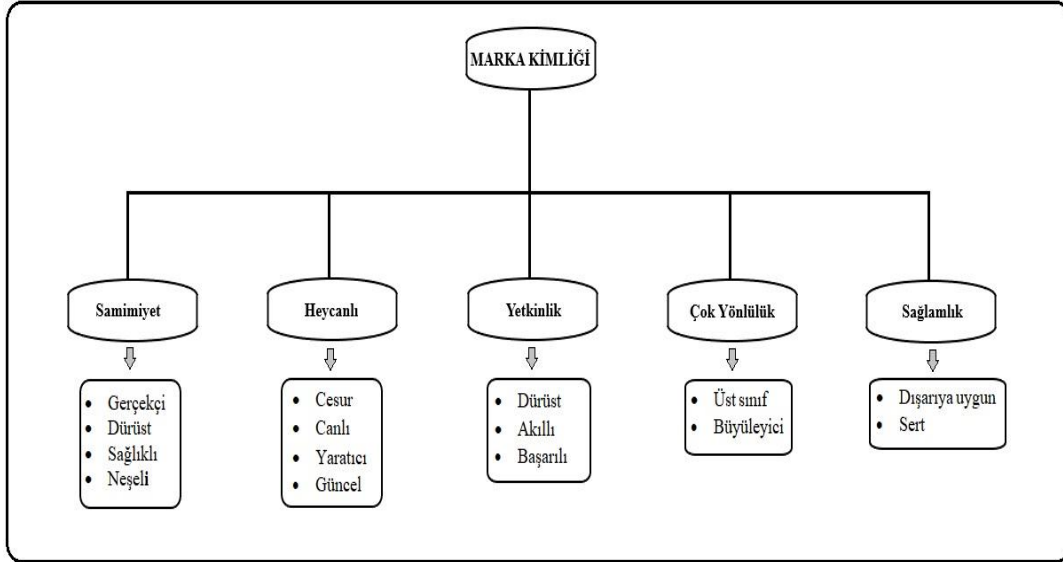 MARKA KİMLİĞİ
Samimiyet
Heycanlı
Yetkinlik
Çok Yönlülük
Sağlamlık
• Gerçekçi
• Dürüst
• Sağlıklı
• Neşeli
• Cesur
• Canlı
• Yaratıcı
• Güncel
• Dürüst
• Akıllı
• Başarılı
• Üst sınıf
• Büyüleyici
• Dışarıya uygun
• Sert